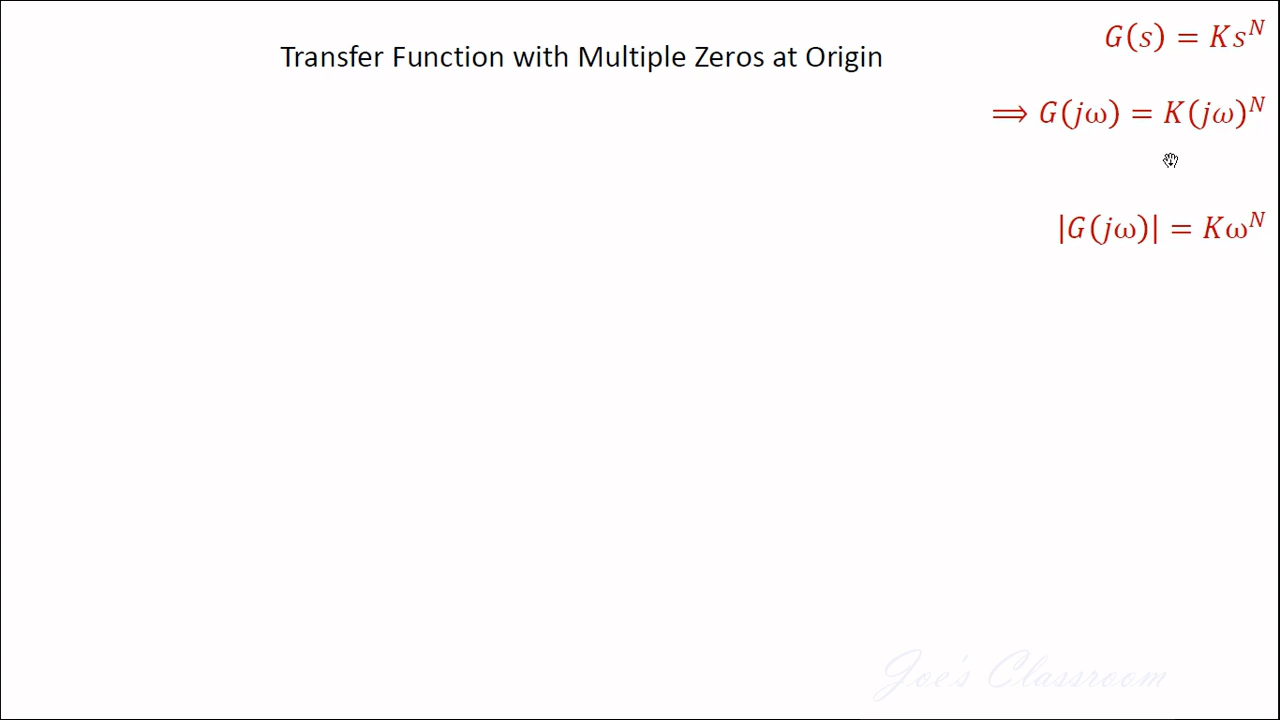 Transfer Function with Multiple Zeros at Origin
G(s) = Ks^N
⟹ G(jω) = K(jω)^N
|G(jω)| = Kω^N
Joe's Classroom